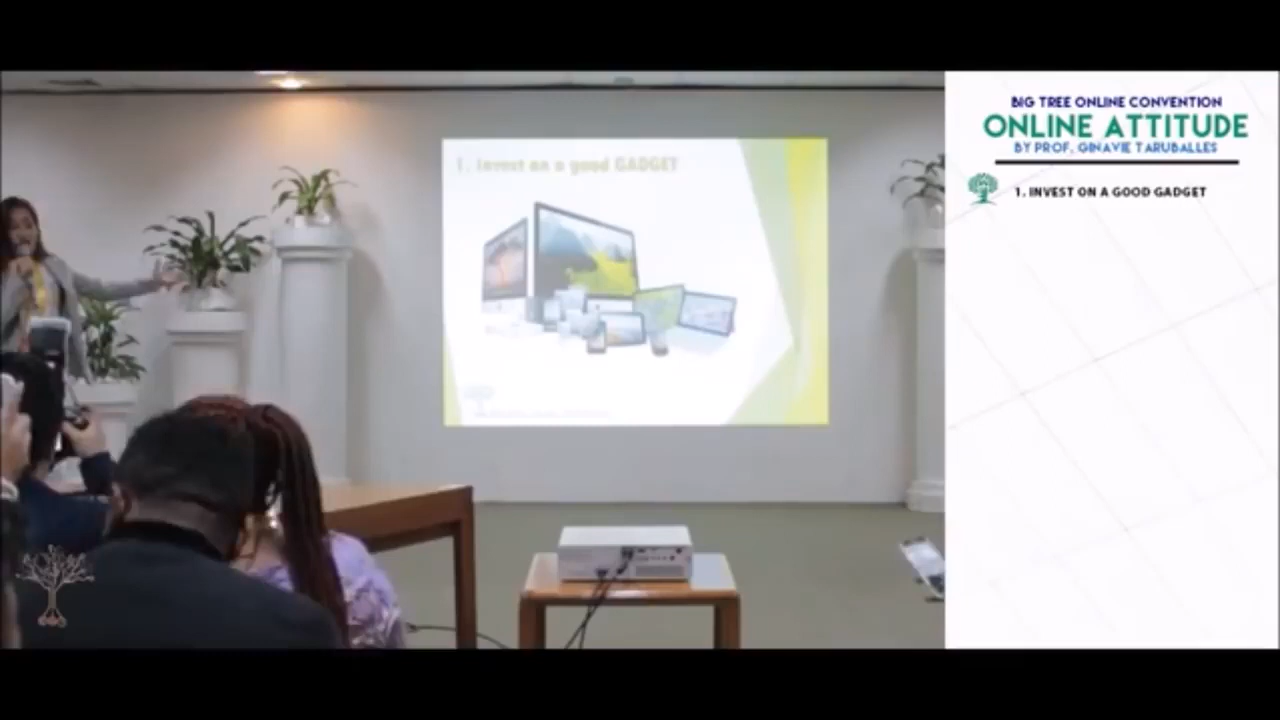 1. Invest on a good GADGET
BIG TREE ONLINE CONVENTION
ONLINE ATTITUDE
BY PROF. GINAVIE TARUBALLES
1. INVEST ON A GOOD GADGET